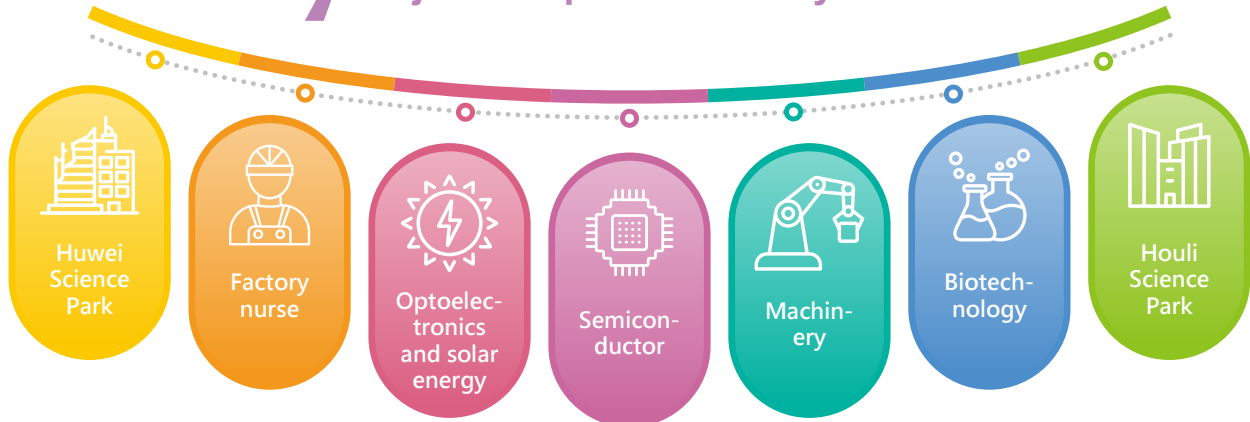 Huwei
Science
Park
Factory
nurse
Optoelec-
tronics
and solar
energy
Semicon-
ductor
Machin-
ery
Biotech-
nology
Houli
Science
Park